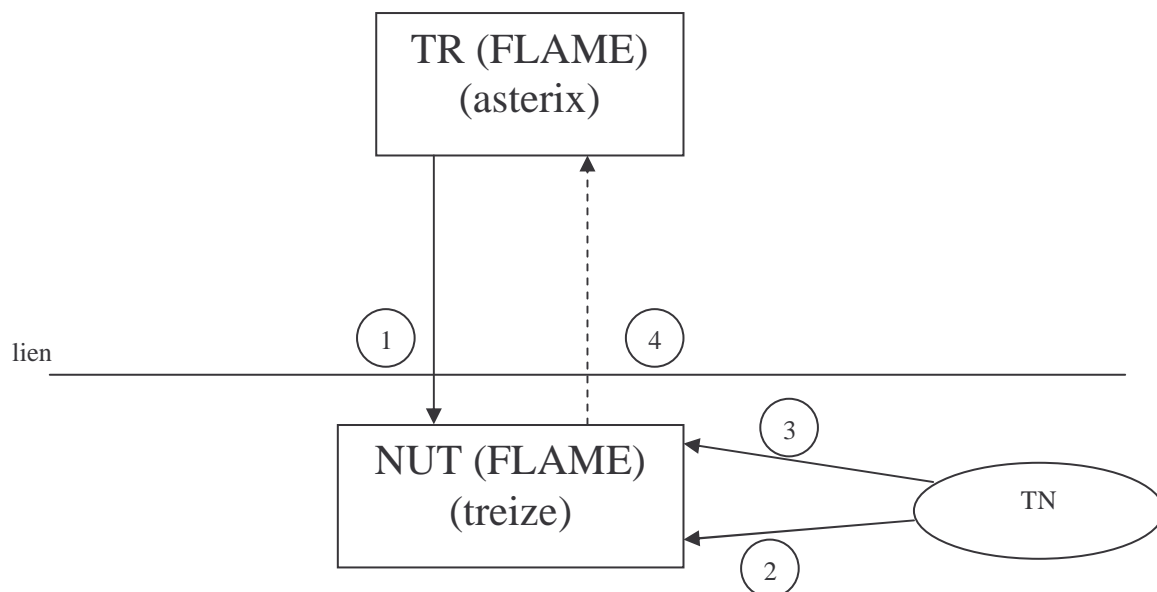 TR (FLAME)
(asterix)
1
4
lien
3
NUT (FLAME)
(treize)
TN
2